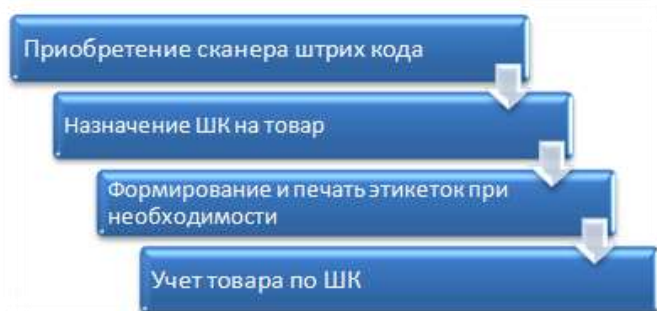 Приобретение сканера штрих кода
Назначение ШК на товар
Формирование и печать этикеток при
необходимости
Учет товара по ШК